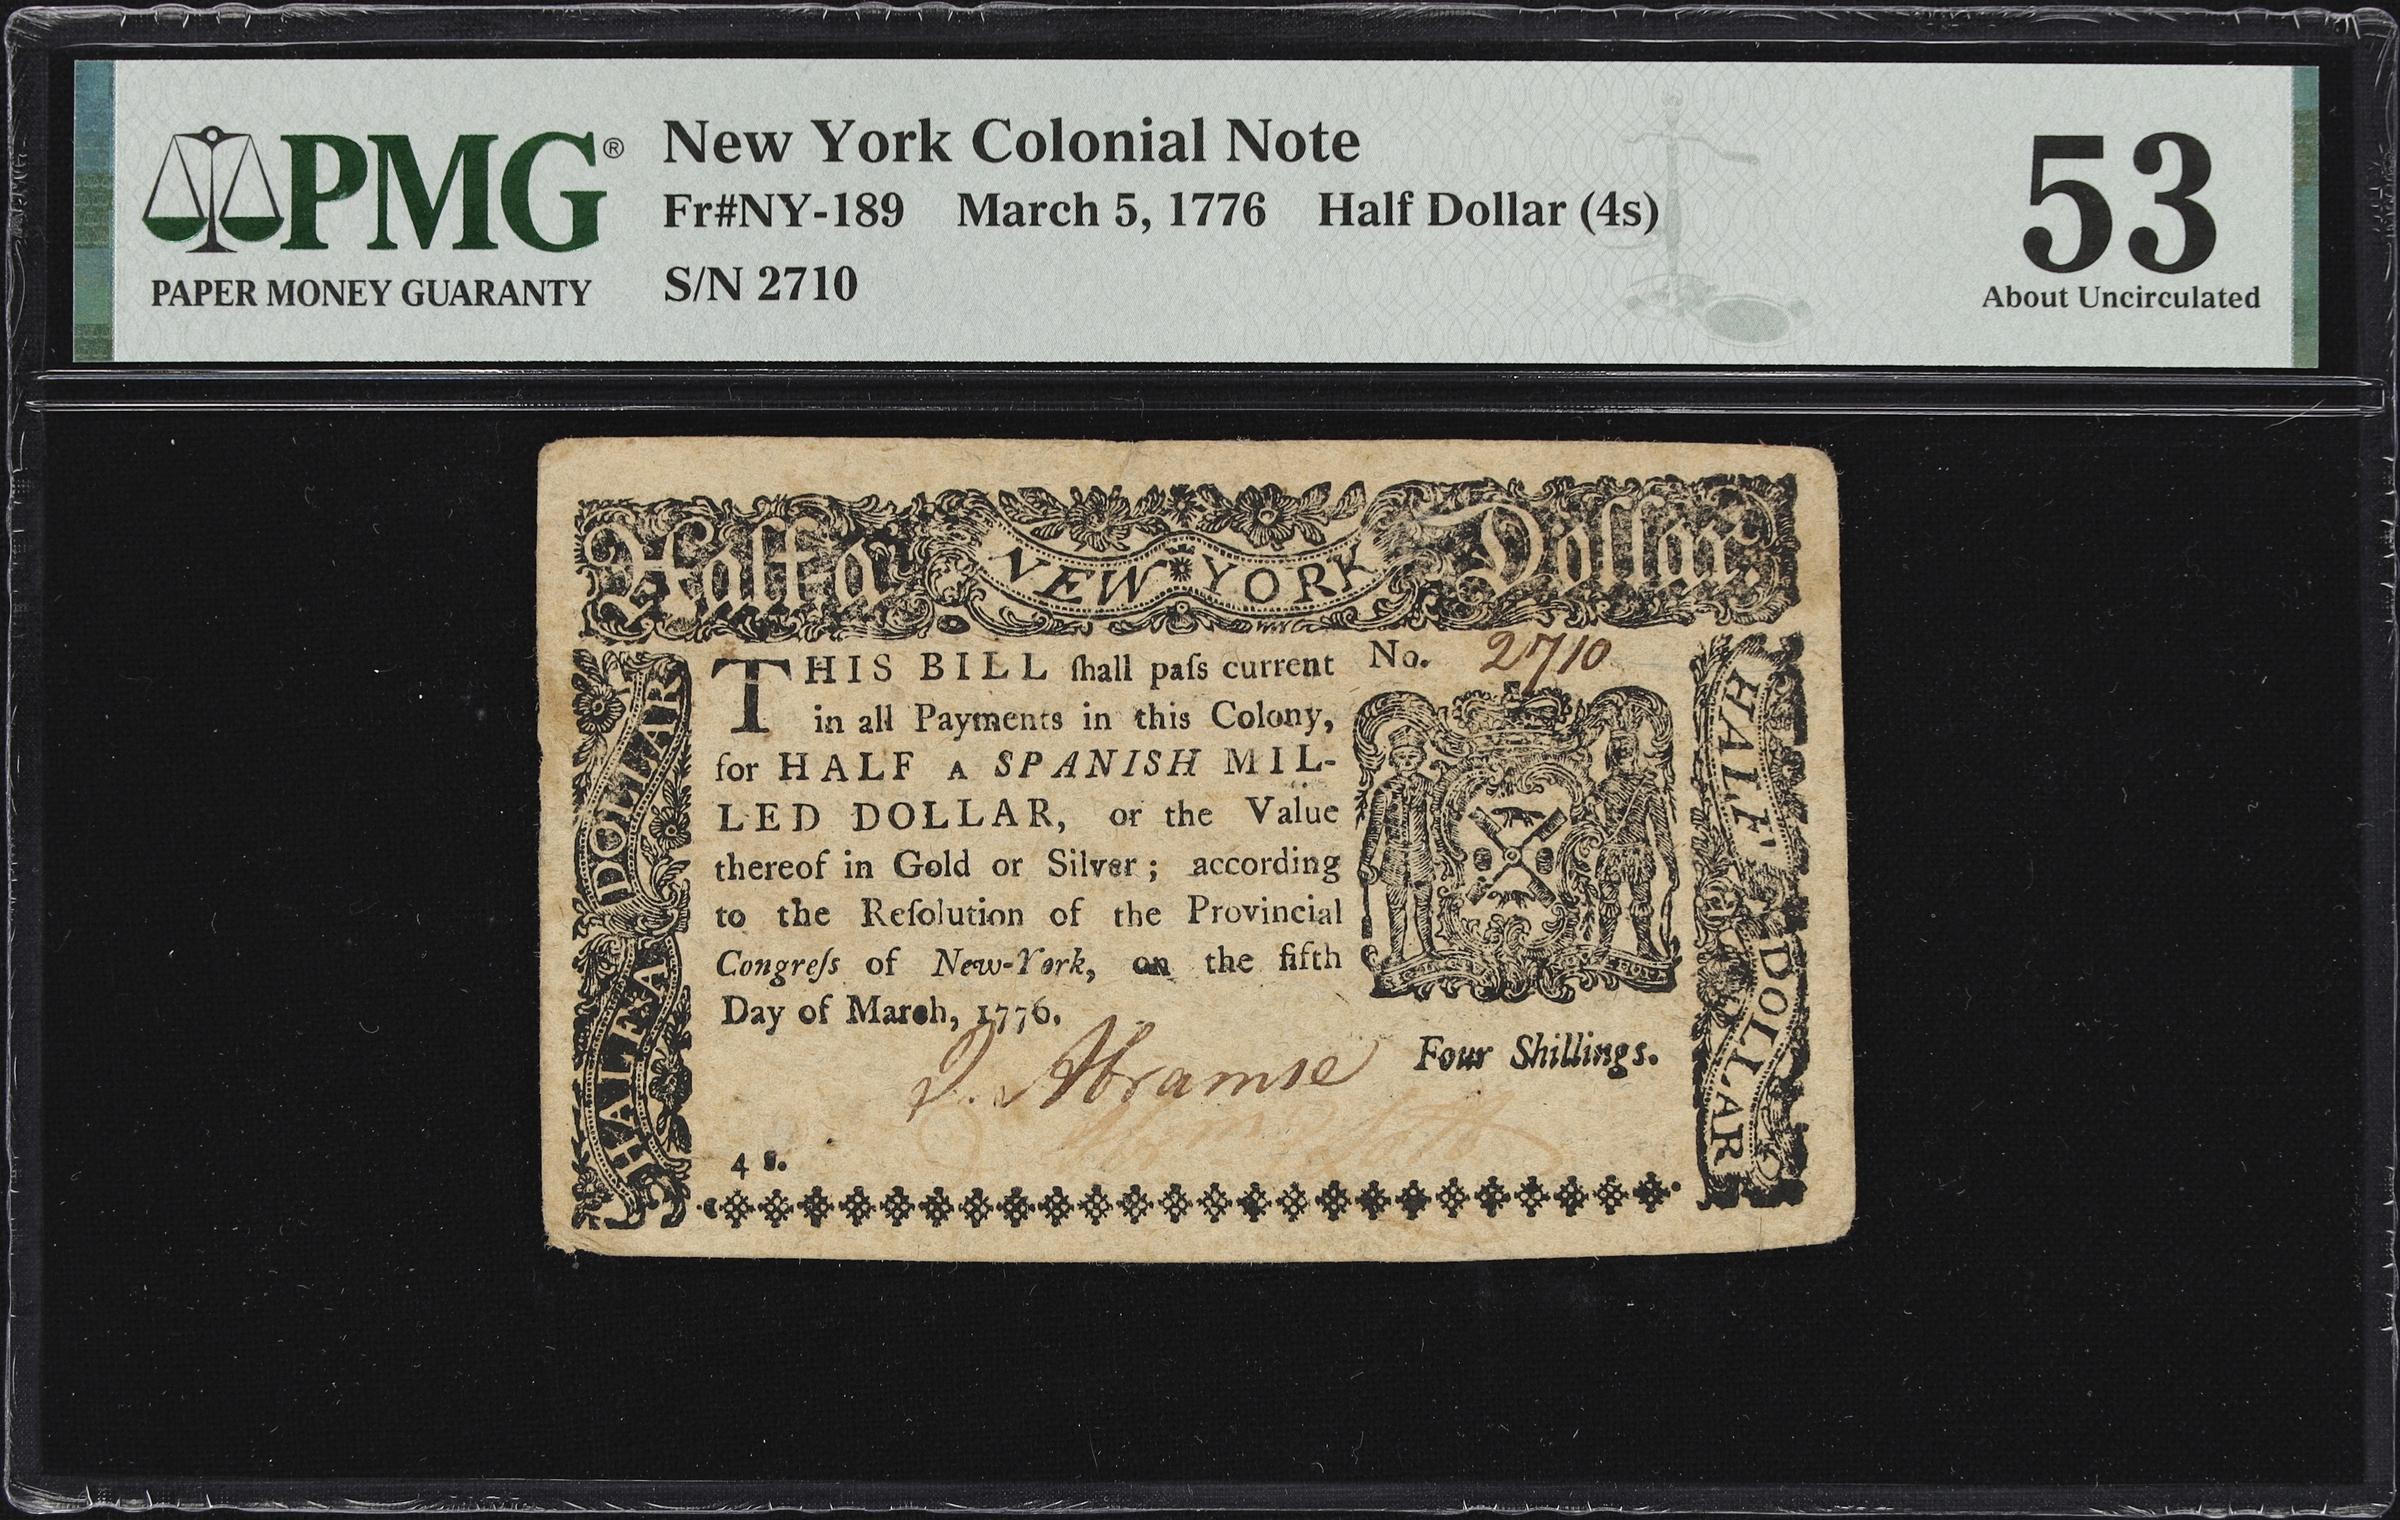 PMG®
PAPER MONEY GUARANTY
New York Colonial Note
Fr#NY-189 March 5, 1776 Half Dollar (4s)
S/N 2710
53
About Uncirculated
Half a Dollar.
NEW YORK
HALF A DOLLAR
HALF DOLLAR
No. 2710
THIS BILL ſhall paſs current
in all Payments in this Colony,
for HALF A SPANISH MIL-
LED DOLLAR, or the Value
thereof in Gold or Silver; according
to the Reſolution of the Provincial
Congreſs of New-York, on the fifth
Day of March, 1776.
Four Shillings.
J. Abramse
4 s.